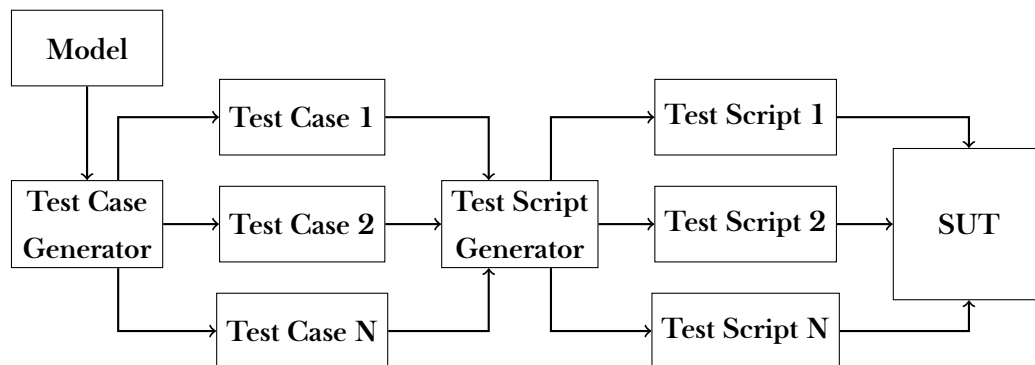 Model
Test Case 1
Test Script 1
Test Case
Generator
Test Case 2
Test Script
Generator
Test Script 2
SUT
Test Case N
Test Script N